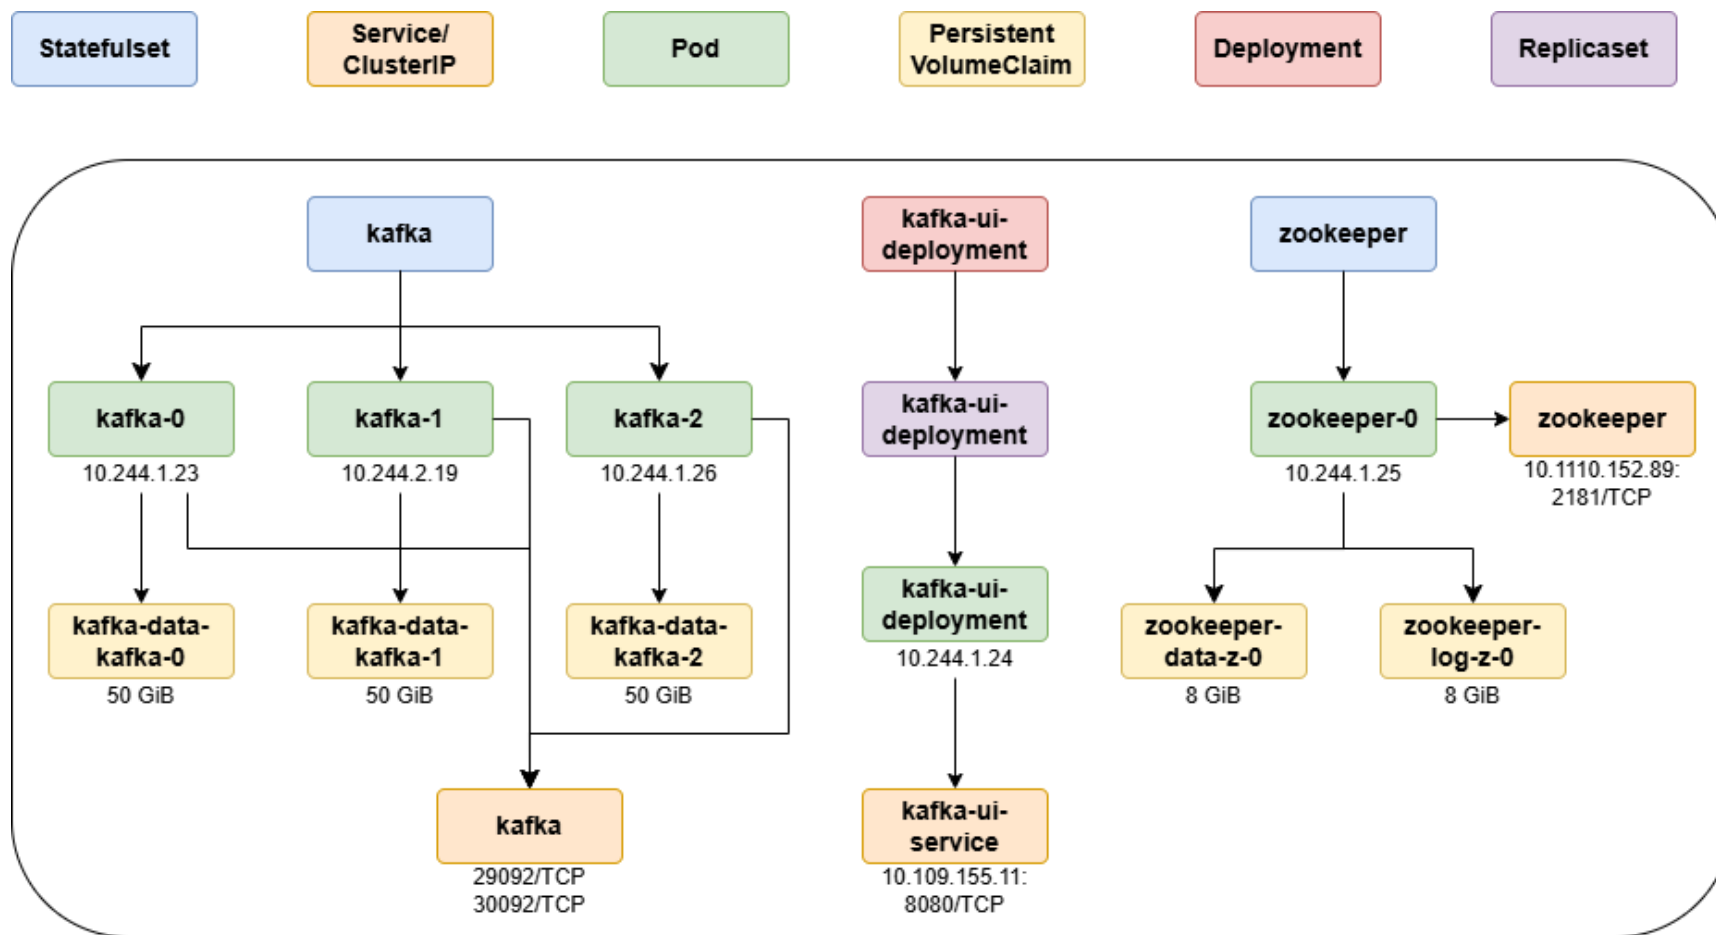 Statefulset
Service/
ClusterIP
Pod
Persistent
VolumeClaim
Deployment
Replicaset
kafka
kafka-ui-
deployment
zookeeper
kafka-0
10.244.1.23
kafka-1
10.244.2.19
kafka-2
10.244.1.26
kafka-ui-
deployment
zookeeper-0
10.244.1.25
zookeeper
10.1110.152.89:
2181/TCP
kafka-data-
kafka-0
50 GiB
kafka-data-
kafka-1
50 GiB
kafka-data-
kafka-2
50 GiB
kafka-ui-
deployment
10.244.1.24
zookeeper-
data-z-0
8 GiB
zookeeper-
log-z-0
8 GiB
kafka
29092/TCP
30092/TCP
kafka-ui-
service
10.109.155.11:
8080/TCP